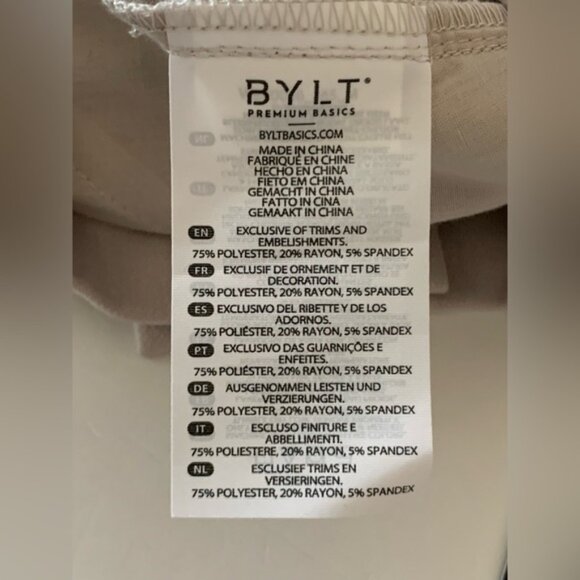 BYLT®
PREMIUM BASICS
BYLTBASICS.COM
MADE IN CHINA
FABRIQUÉ EN CHINE
HECHO EN CHINA
FIETO EM CHINA
GEMACHT IN CHINA
FATTO IN CINA
GEMAAKT IN CHINA
EN EXCLUSIVE OF TRIMS AND
EMBELISHMENTS.
75% POLYESTER, 20% RAYON, 5% SPANDEX
FR EXCLUSIF DE ORNEMENT ET DE
DECORATION.
75% POLYESTER, 20% RAYON, 5% SPANDEX
ES EXCLUSIVO DEL RIBETTE Y DE LOS
ADORNOS.
75% POLIÉSTER, 20% RAYON, 5% SPANDEX
PT EXCLUSIVO DAS GUARNIÇÕES E
ENFEITES.
75% POLIÉSTER, 20% RAYON, 5% SPANDEX
DE AUSGENOMMEN LEISTEN UND
VERZIERUNGEN.
75% POLYESTER, 20% RAYON, 5% SPANDEX
IT ESCLUSO FINITURE E
ABBELLIMENTI.
75% POLIESTERE, 20% RAYON, 5% SPANDEX
NL ESCLUSIEF TRIMS EN
VERSIERINGEN.
75% POLYESTER, 20% RAYON, 5% SPANDEX